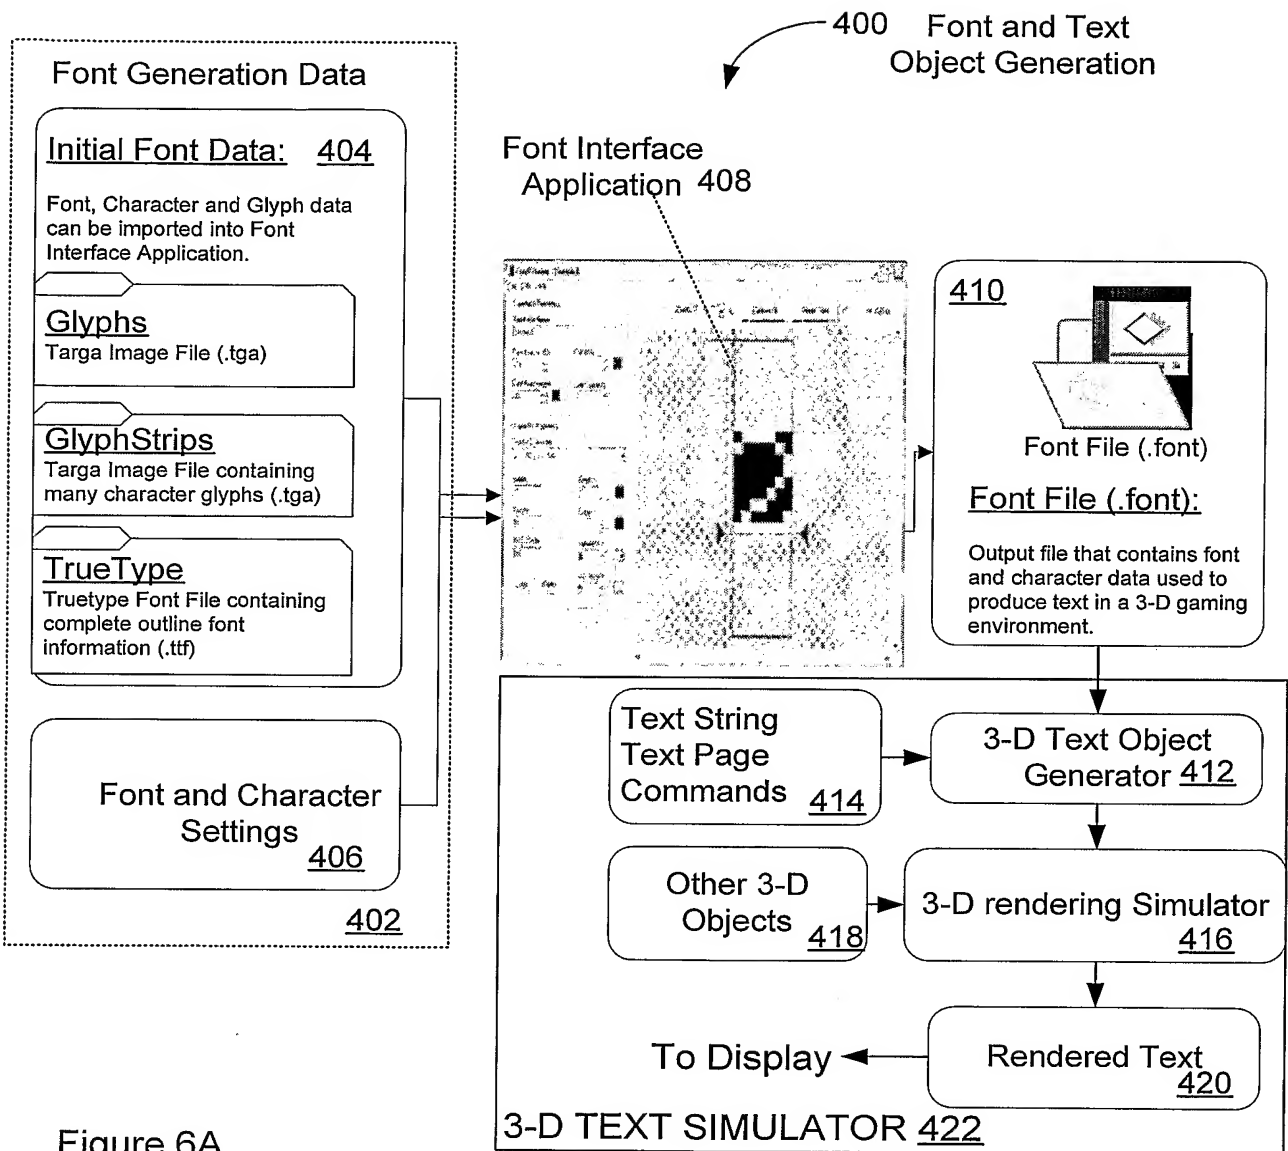 400 Font and Text
Object Generation
Font Generation Data
Initial Font Data: 404
Font, Character and Glyph data
can be imported into Font
Interface Application.
Glyphs
Targa Image File (.tga)
GlyphStrips
Targa Image File containing
many character glyphs (.tga)
TrueType
Truetype Font File containing
complete outline font
information (.ttf)
Font and Character
Settings
406
402
Font Interface
Application 408
410
Font File (.font)
Font File (.font):
Output file that contains font
and character data used to
produce text in a 3-D gaming
environment.
Text String
Text Page
Commands
414
3-D Text Object
Generator 412
Other 3-D
Objects
418
3-D rendering Simulator
416
To Display
Rendered Text
420
3-D TEXT SIMULATOR 422
Figure 6A